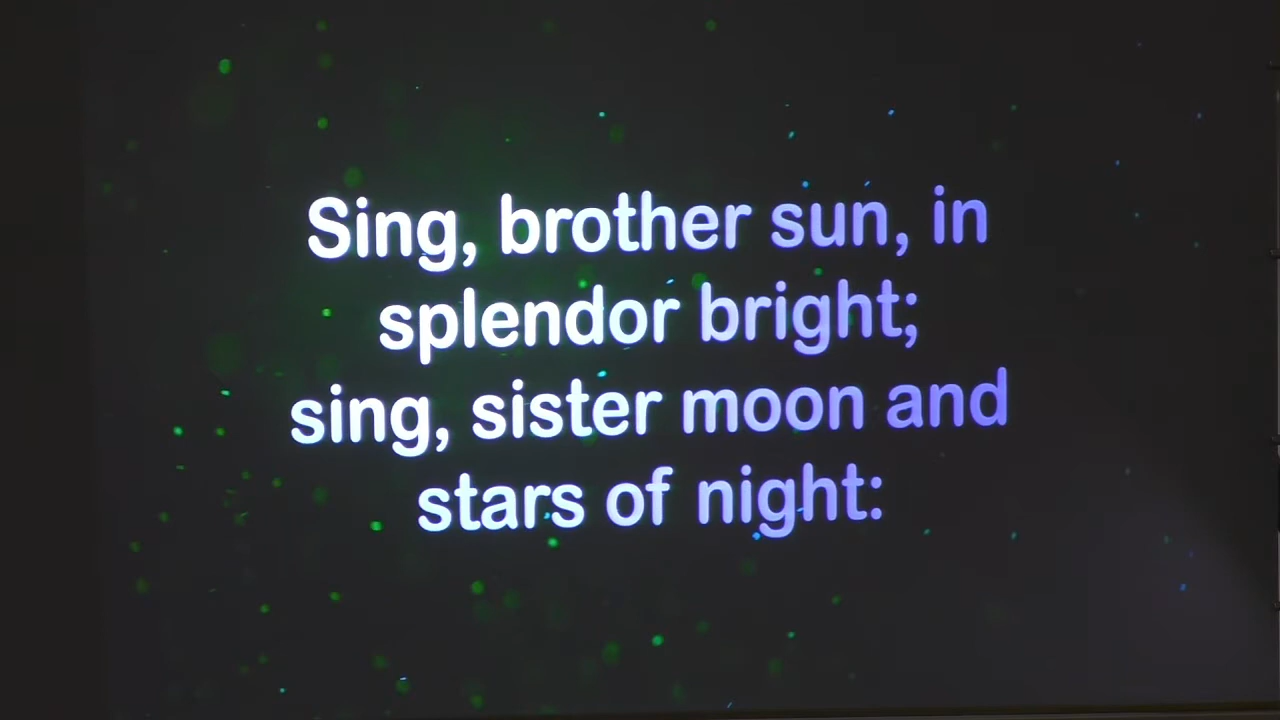 Sing, brother sun, in
splendor bright;
sing, sister moon and
stars of night: